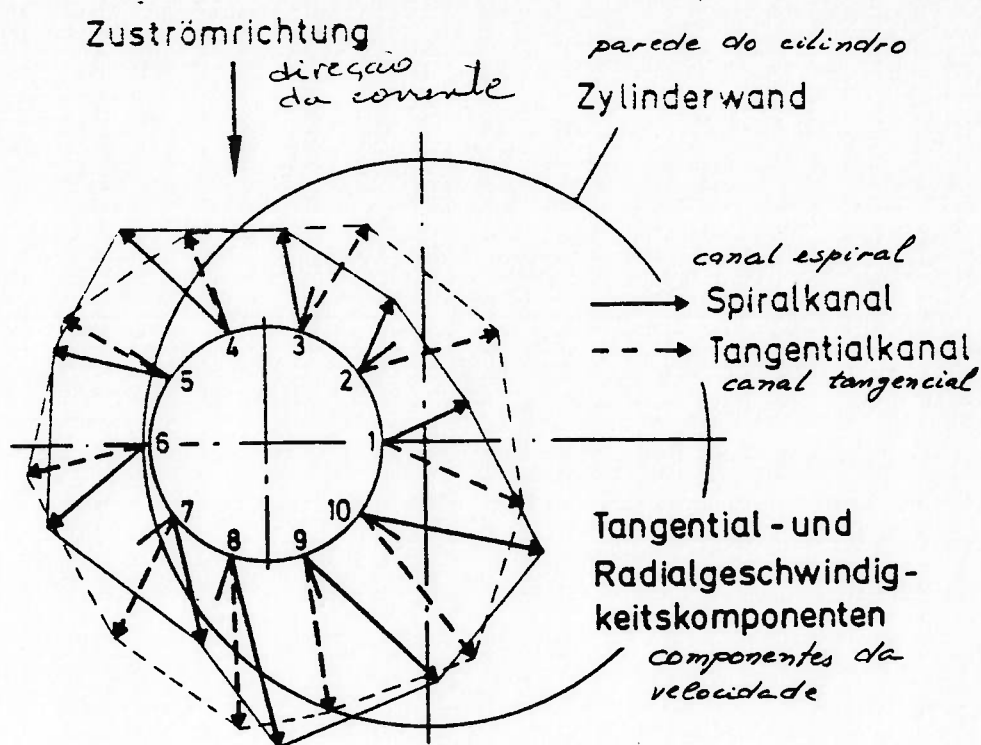 Zuströmrichtung
direção
da corrente
parede do cilindro
Zylinderwand
canal espiral
Spiralkanal
Tangentialkanal
canal tangencial
4
3
5
2
6
1
7
10
8
9
Tangential-und
Radialgeschwindig-
keitskomponenten
componentes da
velocidade